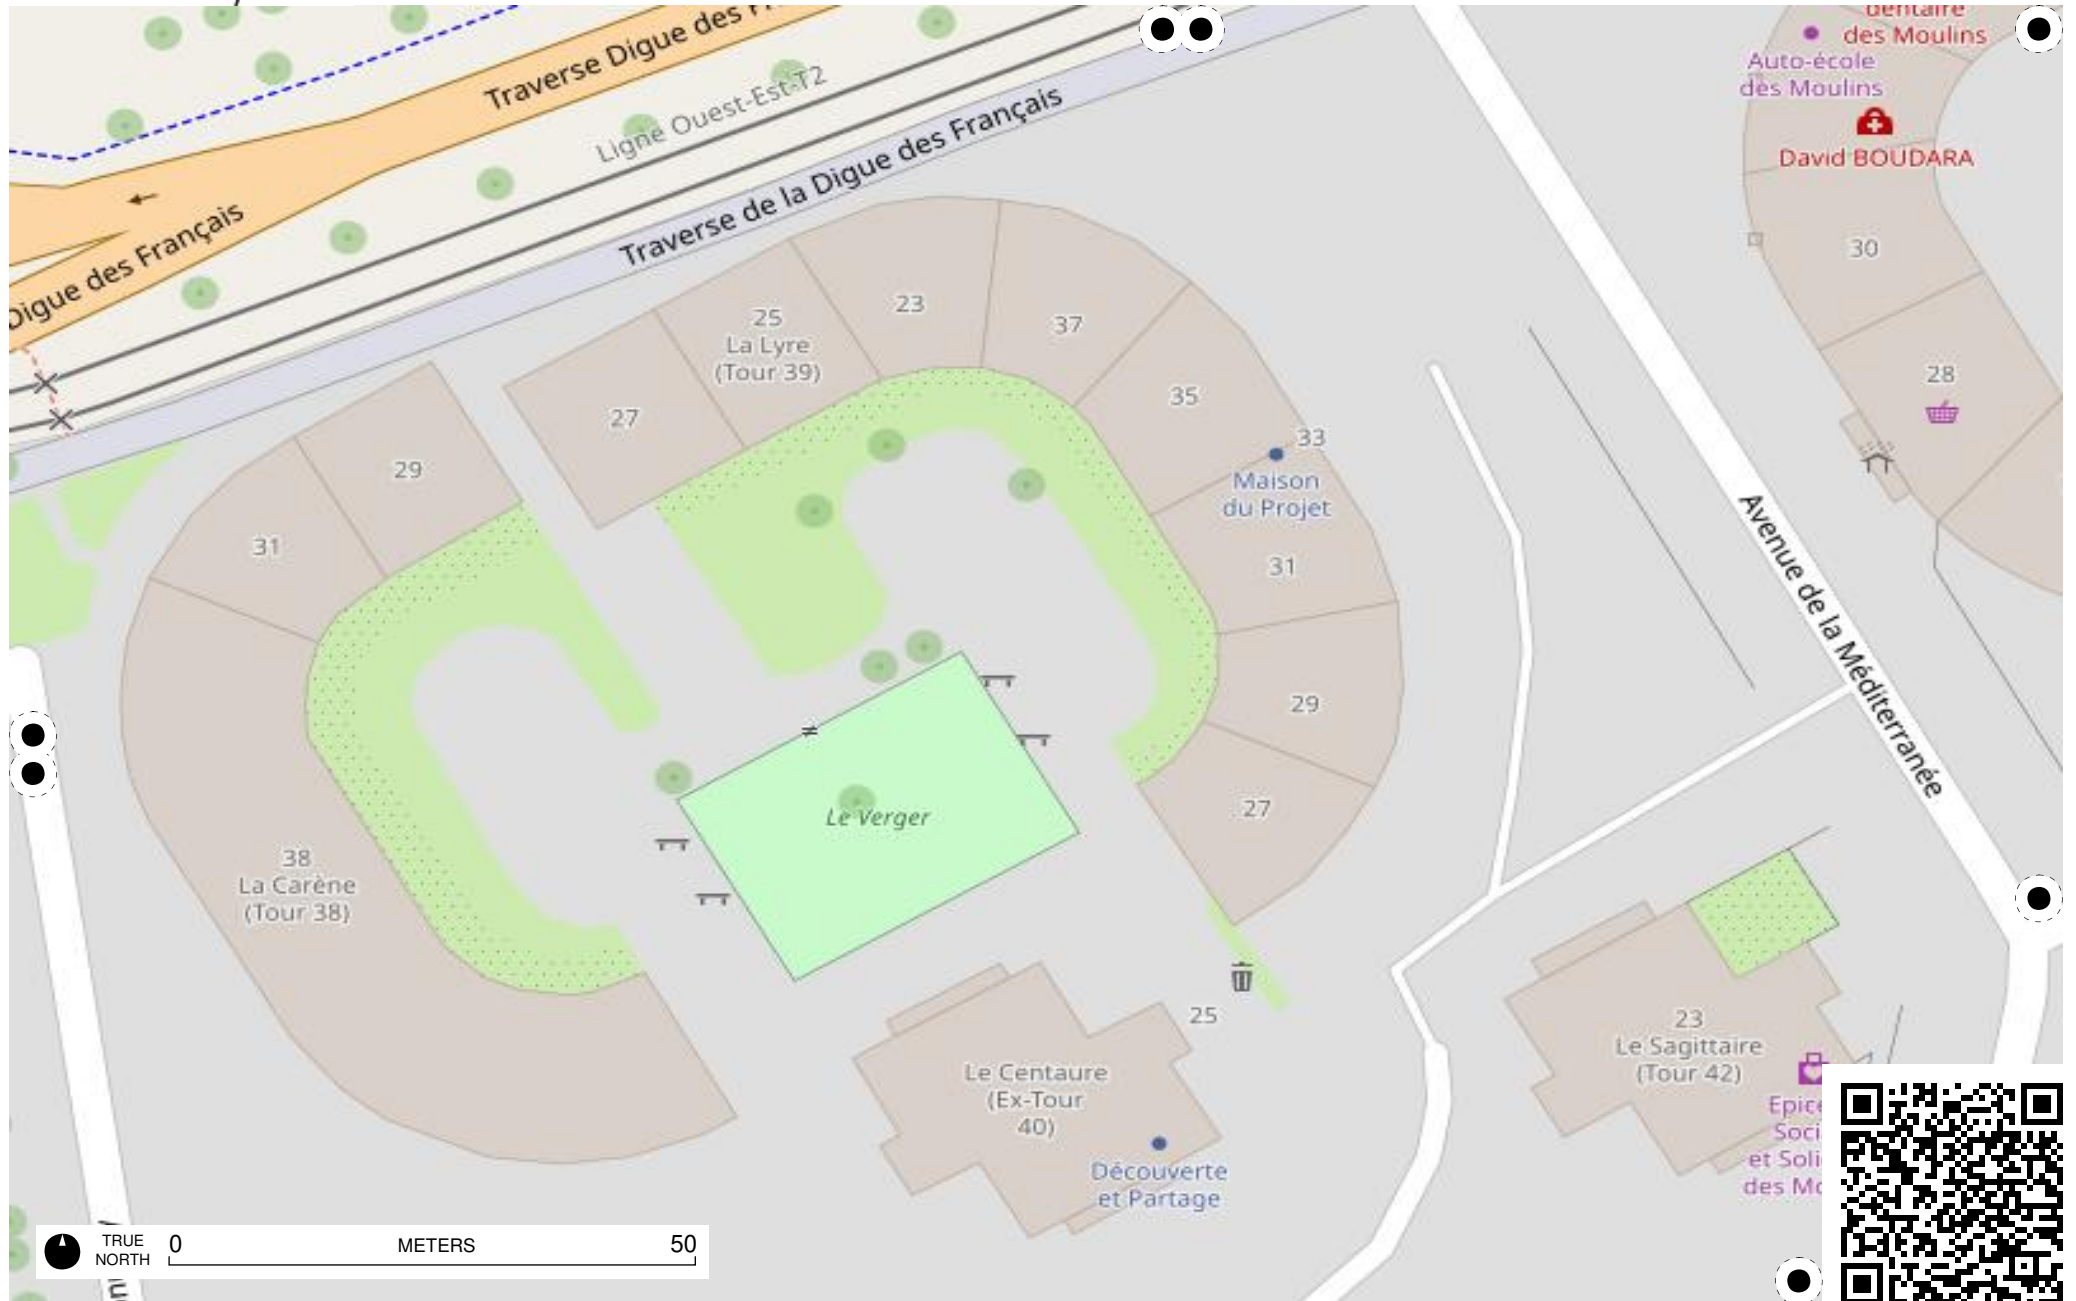 dentaire
des Moulins
Auto-école
des Moulins
David BOUDARA
Traverse Digue des
Ligne Ouest-Est-T2
Traverse de la Digue des Français
Digue des Français
30
28
23
37
25
La Lyre
(Tour 39)
27
35
33
Maison
du Projet
31
29
27
29
31
Avenue de la Méditerranée
Le Verger
38
La Carène
(Tour 38)
25
Le Centaure
(Ex-Tour
40)
Découverte
et Partage
23
Le Sagittaire
(Tour 42)
et
TRUE
NORTH
0
METERS
50